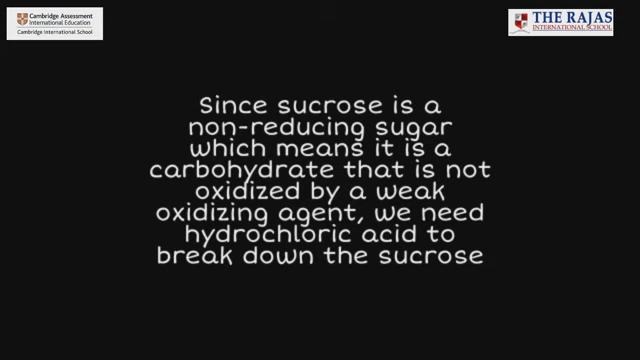 Cambridge Assessment
International Education
Cambridge International School
THE RAJAS
INTERNATIONAL SCHOOL
Since sucrose is a
non-reducing sugar
which means it is a
carbohydrate that is not
oxidized by a weak
oxidizing agent, we need
hydrochloric acid to
break down the sucrose